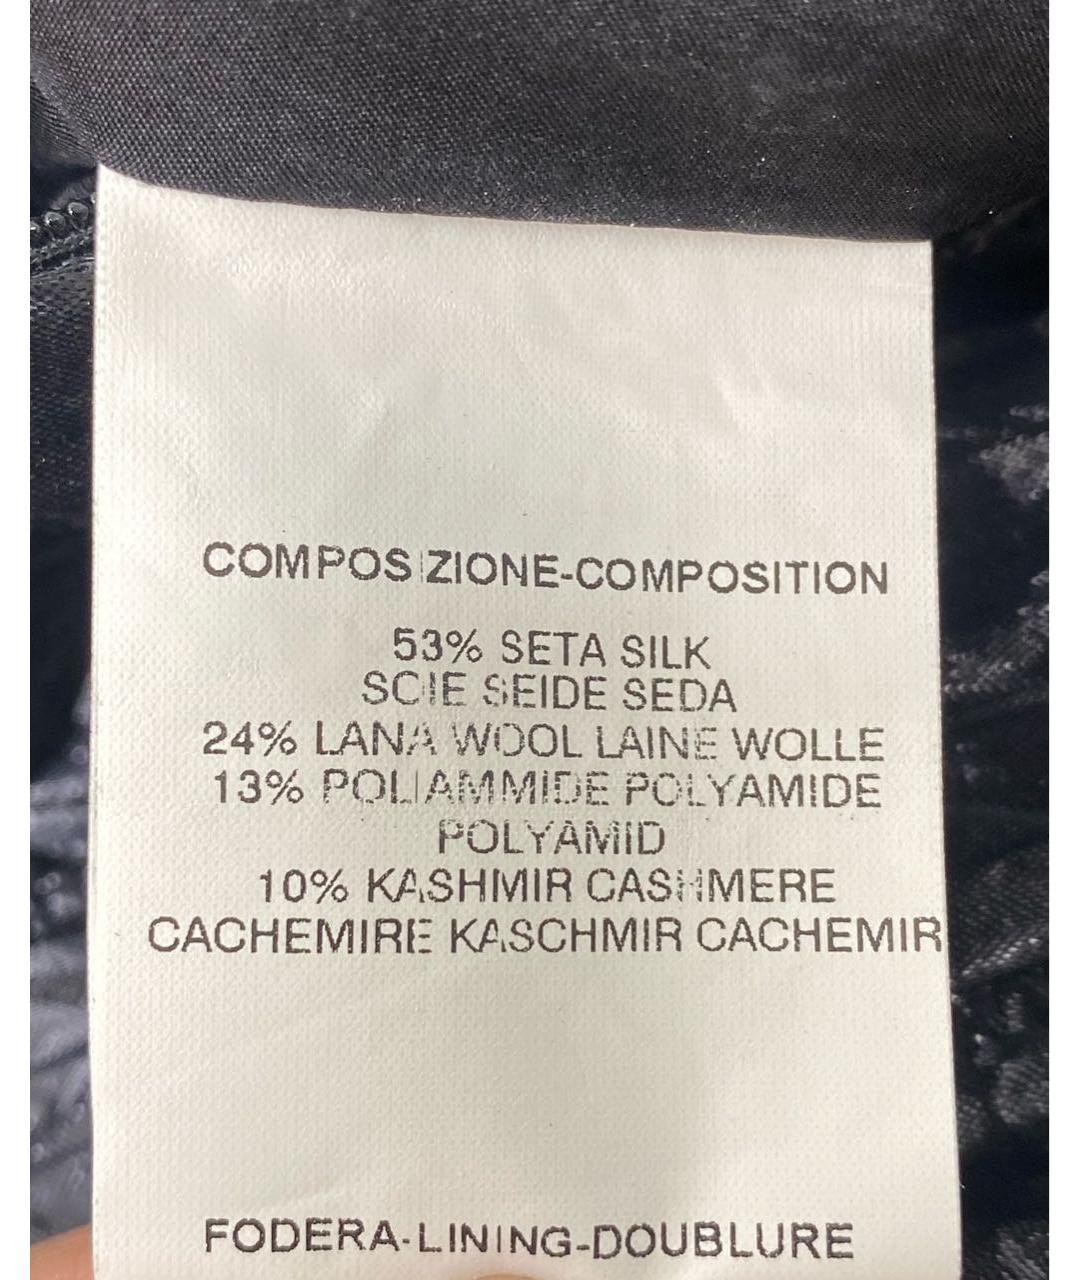 COMPOSIZIONE-COMPOSITION
53% SETA SILK
SOIE SEIDE SEDA
24% LANA WOOL LAINE WOLLE
13% POLIAMMIDE POLYAMIDE
POLYAMID
10% KASHMIR CASHMERE
CACHEMIRE KASCHMIR CACHEMIR
FODERA-LINING-DOUBLURE